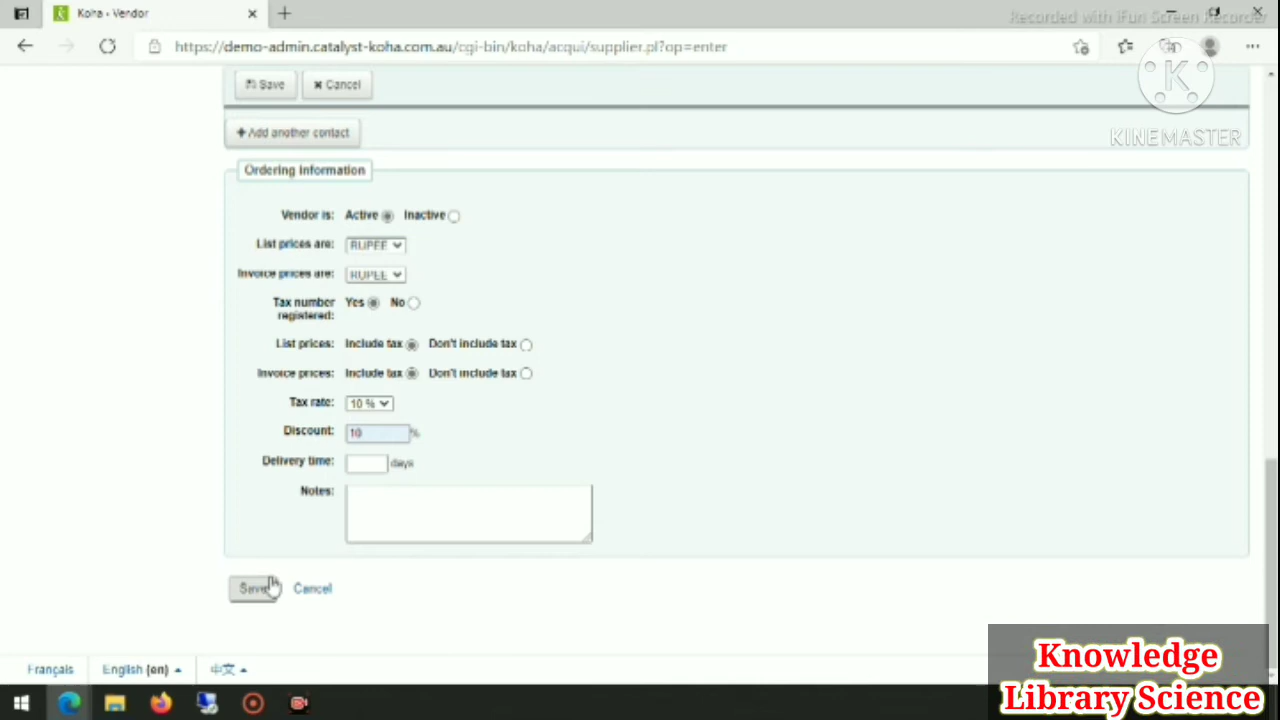 Koha › Vendor
Recorded with iFun Screen Recorder
https://demo-admin.catalyst-koha.com.au/cgi-bin/koha/acqui/supplier.pl?op=enter
K
KINEMASTER
Save Cancel
Add another contact
Ordering information
Vendor is: Active Inactive
List prices are: RUPEE
Invoice prices are: RUPEE
Tax number registered: Yes No
List prices: Include tax Don't include tax
Invoice prices: Include tax Don't include tax
Tax rate: 10 %
Discount: 10 %
Delivery time: days
Notes:
Save Cancel
Français English (en) 中文
Knowledge
Library Science